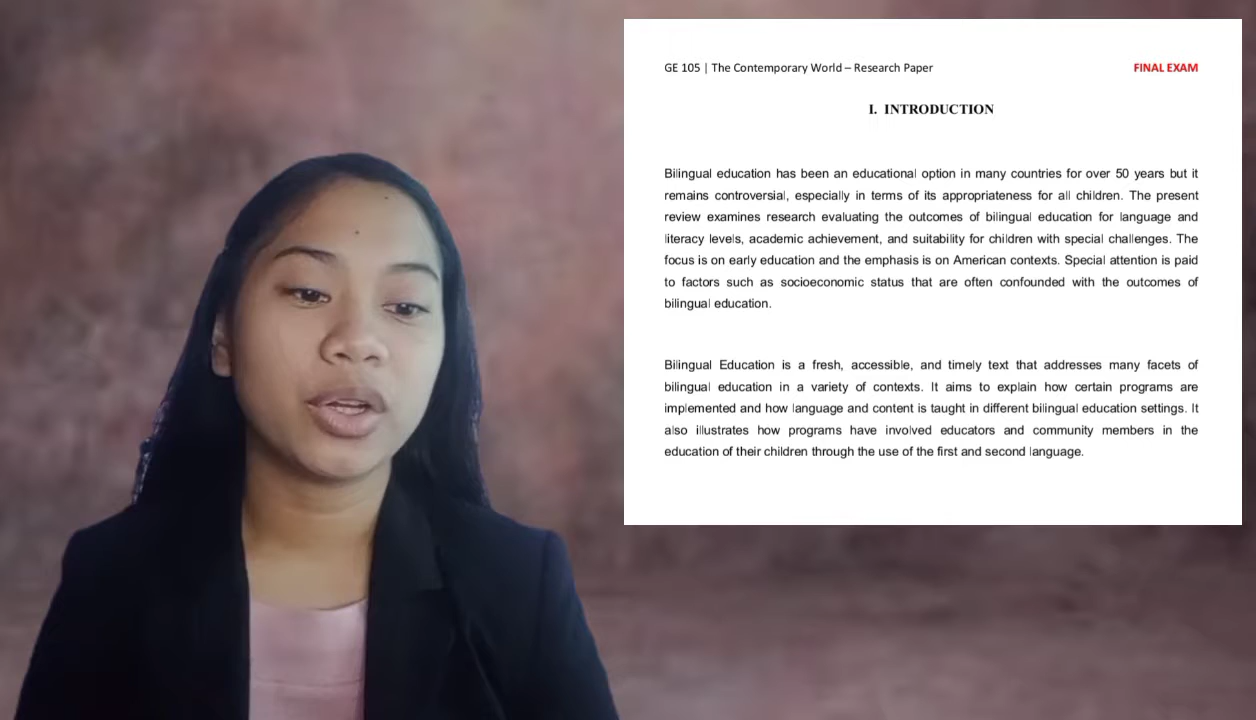 GE 105 | The Contemporary World – Research Paper FINAL EXAM
I. INTRODUCTION
Bilingual education has been an educational option in many countries for over 50 years but it
remains controversial, especially in terms of its appropriateness for all children. The present
review examines research evaluating the outcomes of bilingual education for language and
literacy levels, academic achievement, and suitability for children with special challenges. The
focus is on early education and the emphasis is on American contexts. Special attention is paid
to factors such as socioeconomic status that are often confounded with the outcomes of
bilingual education.
Bilingual Education is a fresh, accessible, and timely text that addresses many facets of
bilingual education in a variety of contexts. It aims to explain how certain programs are
implemented and how language and content is taught in different bilingual education settings. It
also illustrates how programs have involved educators and community members in the
education of their children through the use of the first and second language.